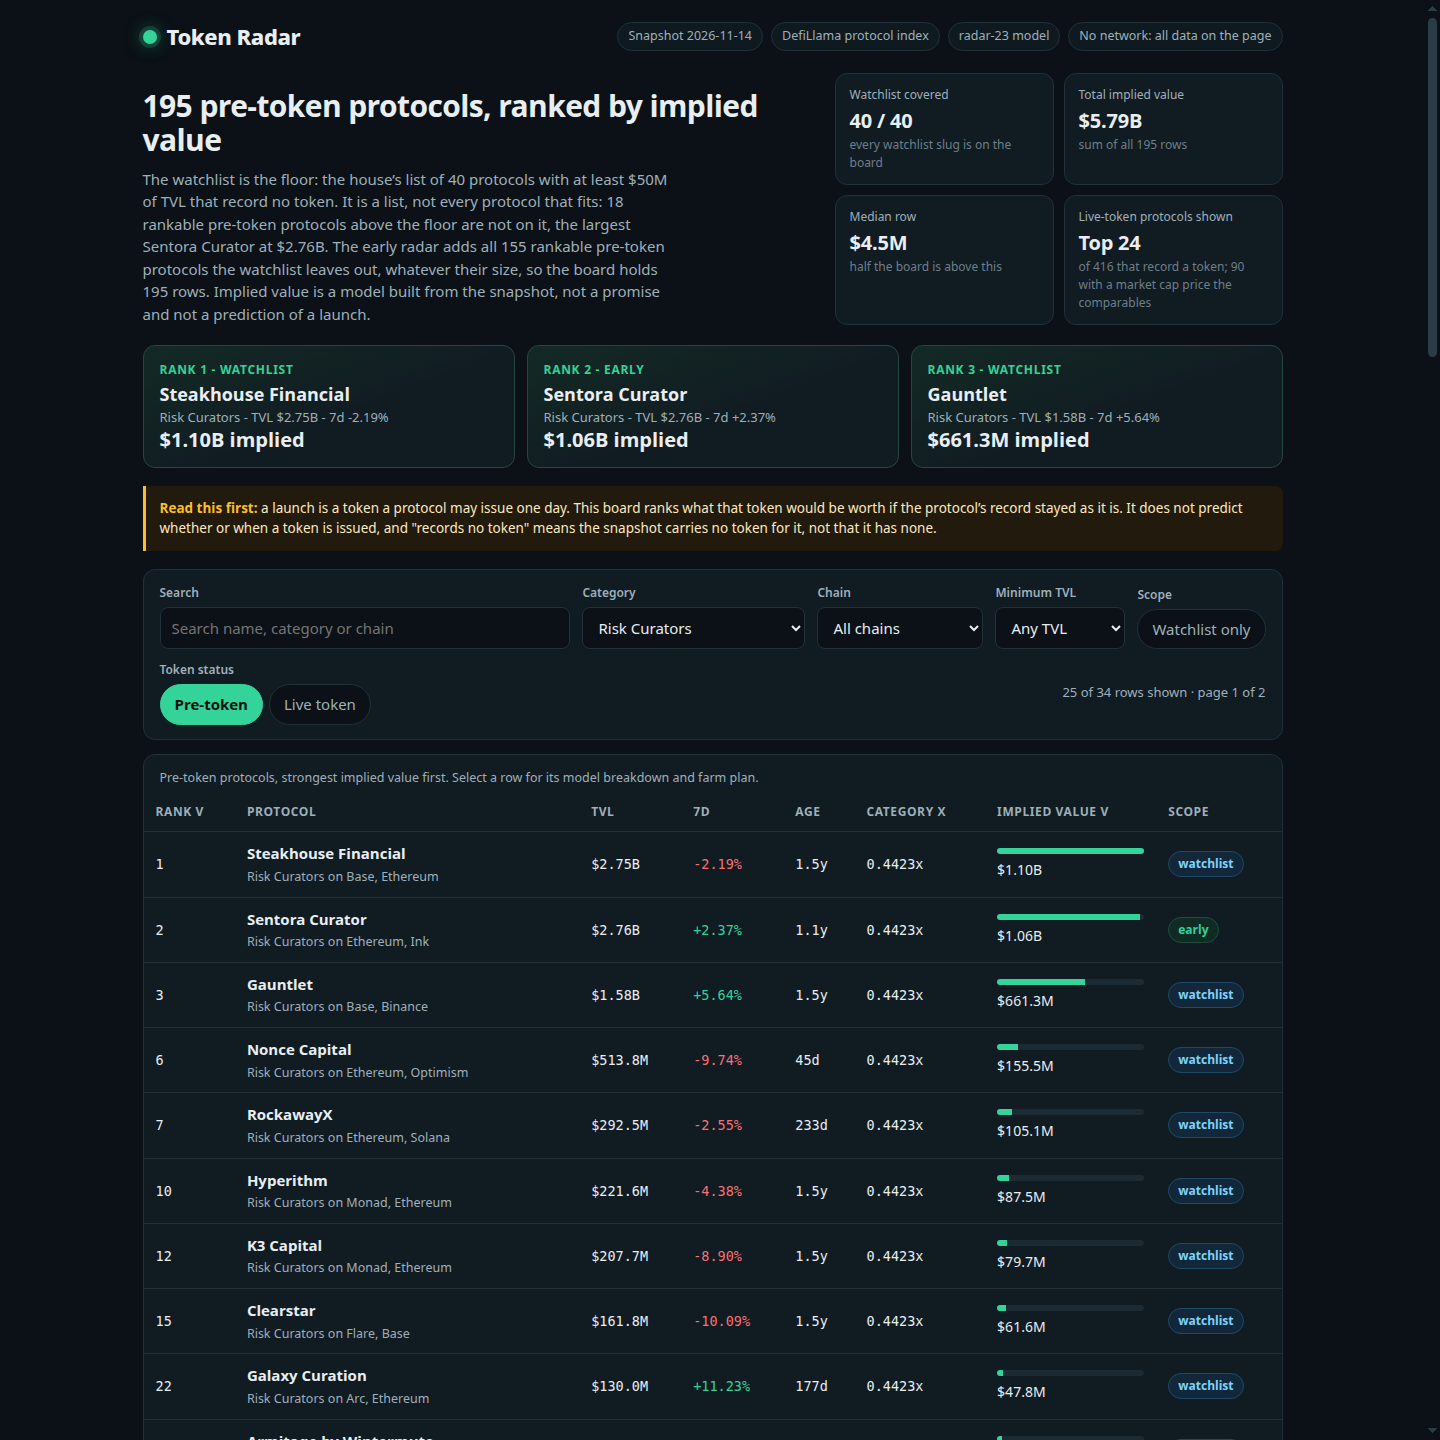 Token Radar
Snapshot 2026-11-14
DefiLlama protocol index
radar-23 model
No network: all data on the page
195 pre-token protocols, ranked by implied
value
The watchlist is the floor: the house’s list of 40 protocols with at least $50M
of TVL that record no token. It is a list, not every protocol that fits: 18
rankable pre-token protocols above the floor are not on it, the largest
Sentora Curator at $2.76B. The early radar adds all 155 rankable pre-token
protocols the watchlist leaves out, whatever their size, so the board holds
195 rows. Implied value is a model built from the snapshot, not a promise
and not a prediction of a launch.
Watchlist covered
40 / 40
every watchlist slug is on the
board
Total implied value
$5.79B
sum of all 195 rows
Median row
$4.5M
half the board is above this
Live-token protocols shown
Top 24
of 416 that record a token; 90
with a market cap price the
comparables
RANK 1 - WATCHLIST
Steakhouse Financial
Risk Curators - TVL $2.75B - 7d -2.19%
$1.10B implied
RANK 2 - EARLY
Sentora Curator
Risk Curators - TVL $2.76B - 7d +2.37%
$1.06B implied
RANK 3 - WATCHLIST
Gauntlet
Risk Curators - TVL $1.58B - 7d +5.64%
$661.3M implied
Read this first: a launch is a token a protocol may issue one day. This board ranks what that token would be worth if the protocol’s record stayed as it is. It does not predict
whether or when a token is issued, and "records no token" means the snapshot carries no token for it, not that it has none.
Search
Category
Chain
Minimum TVL
Scope
Search name, category or chain
Risk Curators
All chains
Any TVL
Watchlist only
Token status
Pre-token
Live token
25 of 34 rows shown · page 1 of 2
Pre-token protocols, strongest implied value first. Select a row for its model breakdown and farm plan.
RANK V PROTOCOL TVL 7D AGE CATEGORY X IMPLIED VALUE V SCOPE
1 Steakhouse Financial $2.75B -2.19% 1.5y 0.4423x $1.10B watchlist
Risk Curators on Base, Ethereum
2 Sentora Curator $2.76B +2.37% 1.1y 0.4423x $1.06B early
Risk Curators on Ethereum, Ink
3 Gauntlet $1.58B +5.64% 1.5y 0.4423x $661.3M watchlist
Risk Curators on Base, Binance
6 Nonce Capital $513.8M -9.74% 45d 0.4423x $155.5M watchlist
Risk Curators on Ethereum, Optimism
7 RockawayX $292.5M -2.55% 233d 0.4423x $105.1M watchlist
Risk Curators on Ethereum, Solana
10 Hyperithm $221.6M -4.38% 1.5y 0.4423x $87.5M watchlist
Risk Curators on Monad, Ethereum
12 K3 Capital $207.7M -8.90% 1.5y 0.4423x $79.7M watchlist
Risk Curators on Monad, Ethereum
15 Clearstar $161.8M -10.09% 1.5y 0.4423x $61.6M watchlist
Risk Curators on Flare, Base
22 Galaxy Curation $130.0M +11.23% 177d 0.4423x $47.8M watchlist
Risk Curators on Arc, Ethereum